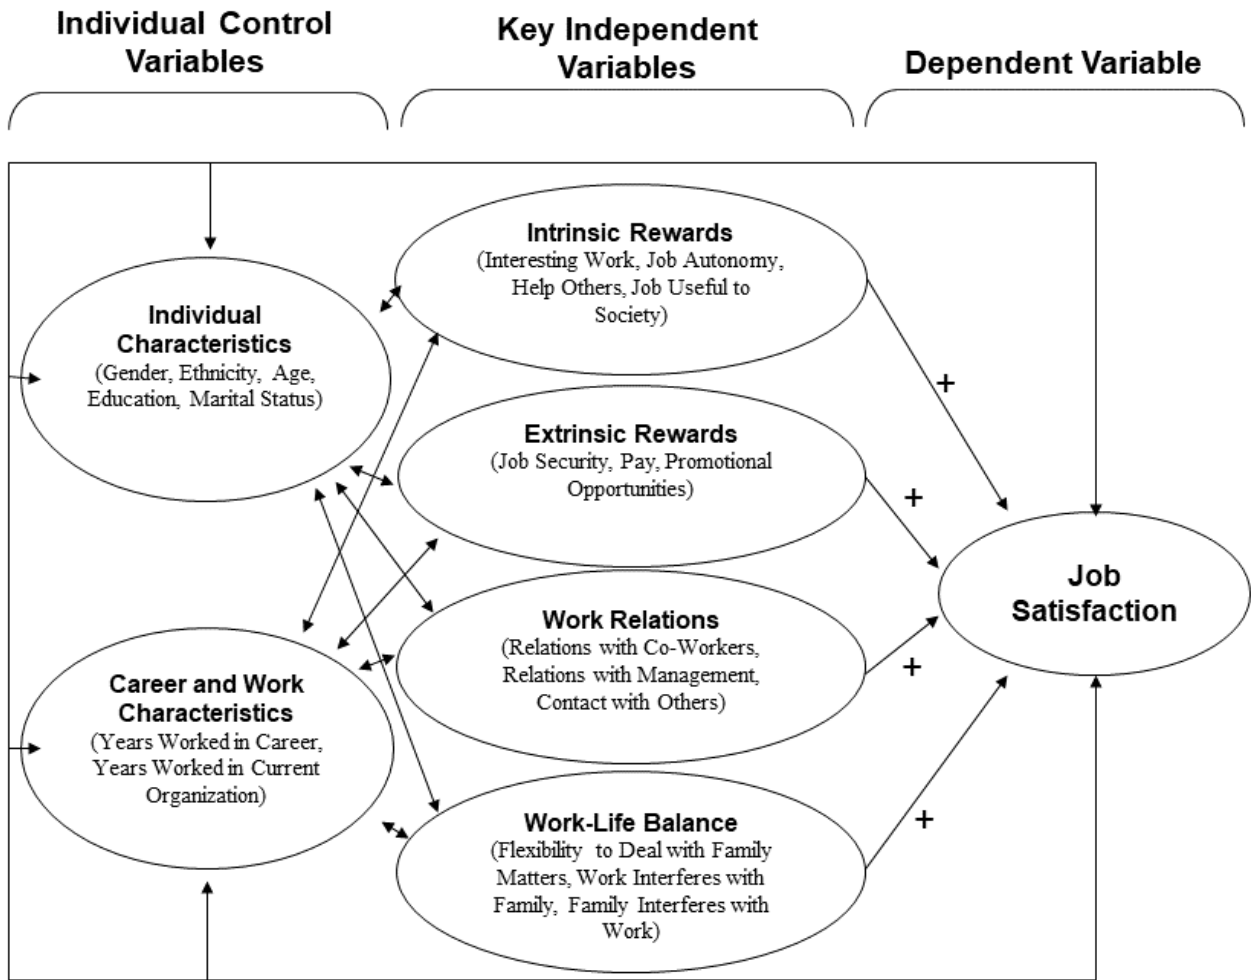 Individual Control
Variables
Key Independent
Variables
Dependent Variable
Individual
Characteristics
(Gender, Ethnicity, Age,
Education, Marital Status)
Career and Work
Characteristics
(Years Worked in Career,
Years Worked in Current
Organization)
Intrinsic Rewards
(Interesting Work, Job Autonomy,
Help Others, Job Useful to
Society)
Extrinsic Rewards
(Job Security, Pay, Promotional
Opportunities)
Work Relations
(Relations with Co-Workers,
Relations with Management,
Contact with Others)
Work-Life Balance
(Flexibility to Deal with Family
Matters, Work Interferes with
Family, Family Interferes with
Work)
+
+
+
+
Job
Satisfaction